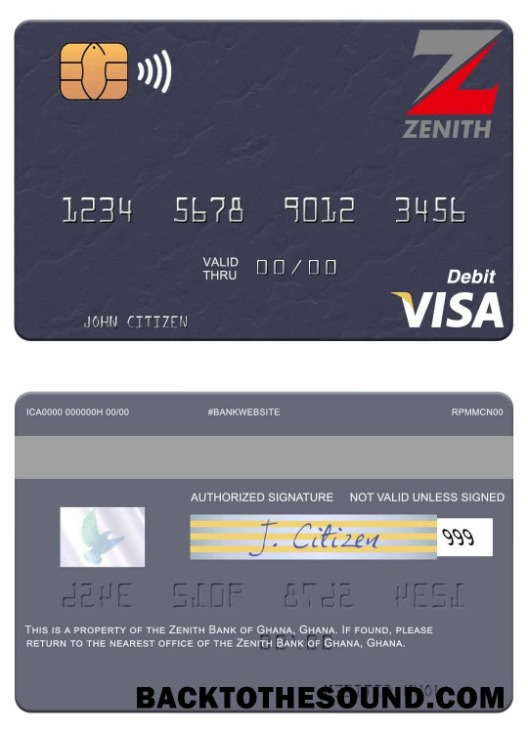 ZENITH
1234 5678 9012 3456
VALID THRU 00/00
Debit
VISA
JOHN CITIZEN
ICA0000 000000H 00/00 #BANKWEBSITE RPMMCN00
AUTHORIZED SIGNATURE NOT VALID UNLESS SIGNED
J. Citizen 999
THIS IS A PROPERTY OF THE ZENITH BANK OF GHANA, GHANA. IF FOUND, PLEASE
RETURN TO THE NEAREST OFFICE OF THE ZENITH BANK OF GHANA, GHANA.
BACKTOTHESOUND.COM